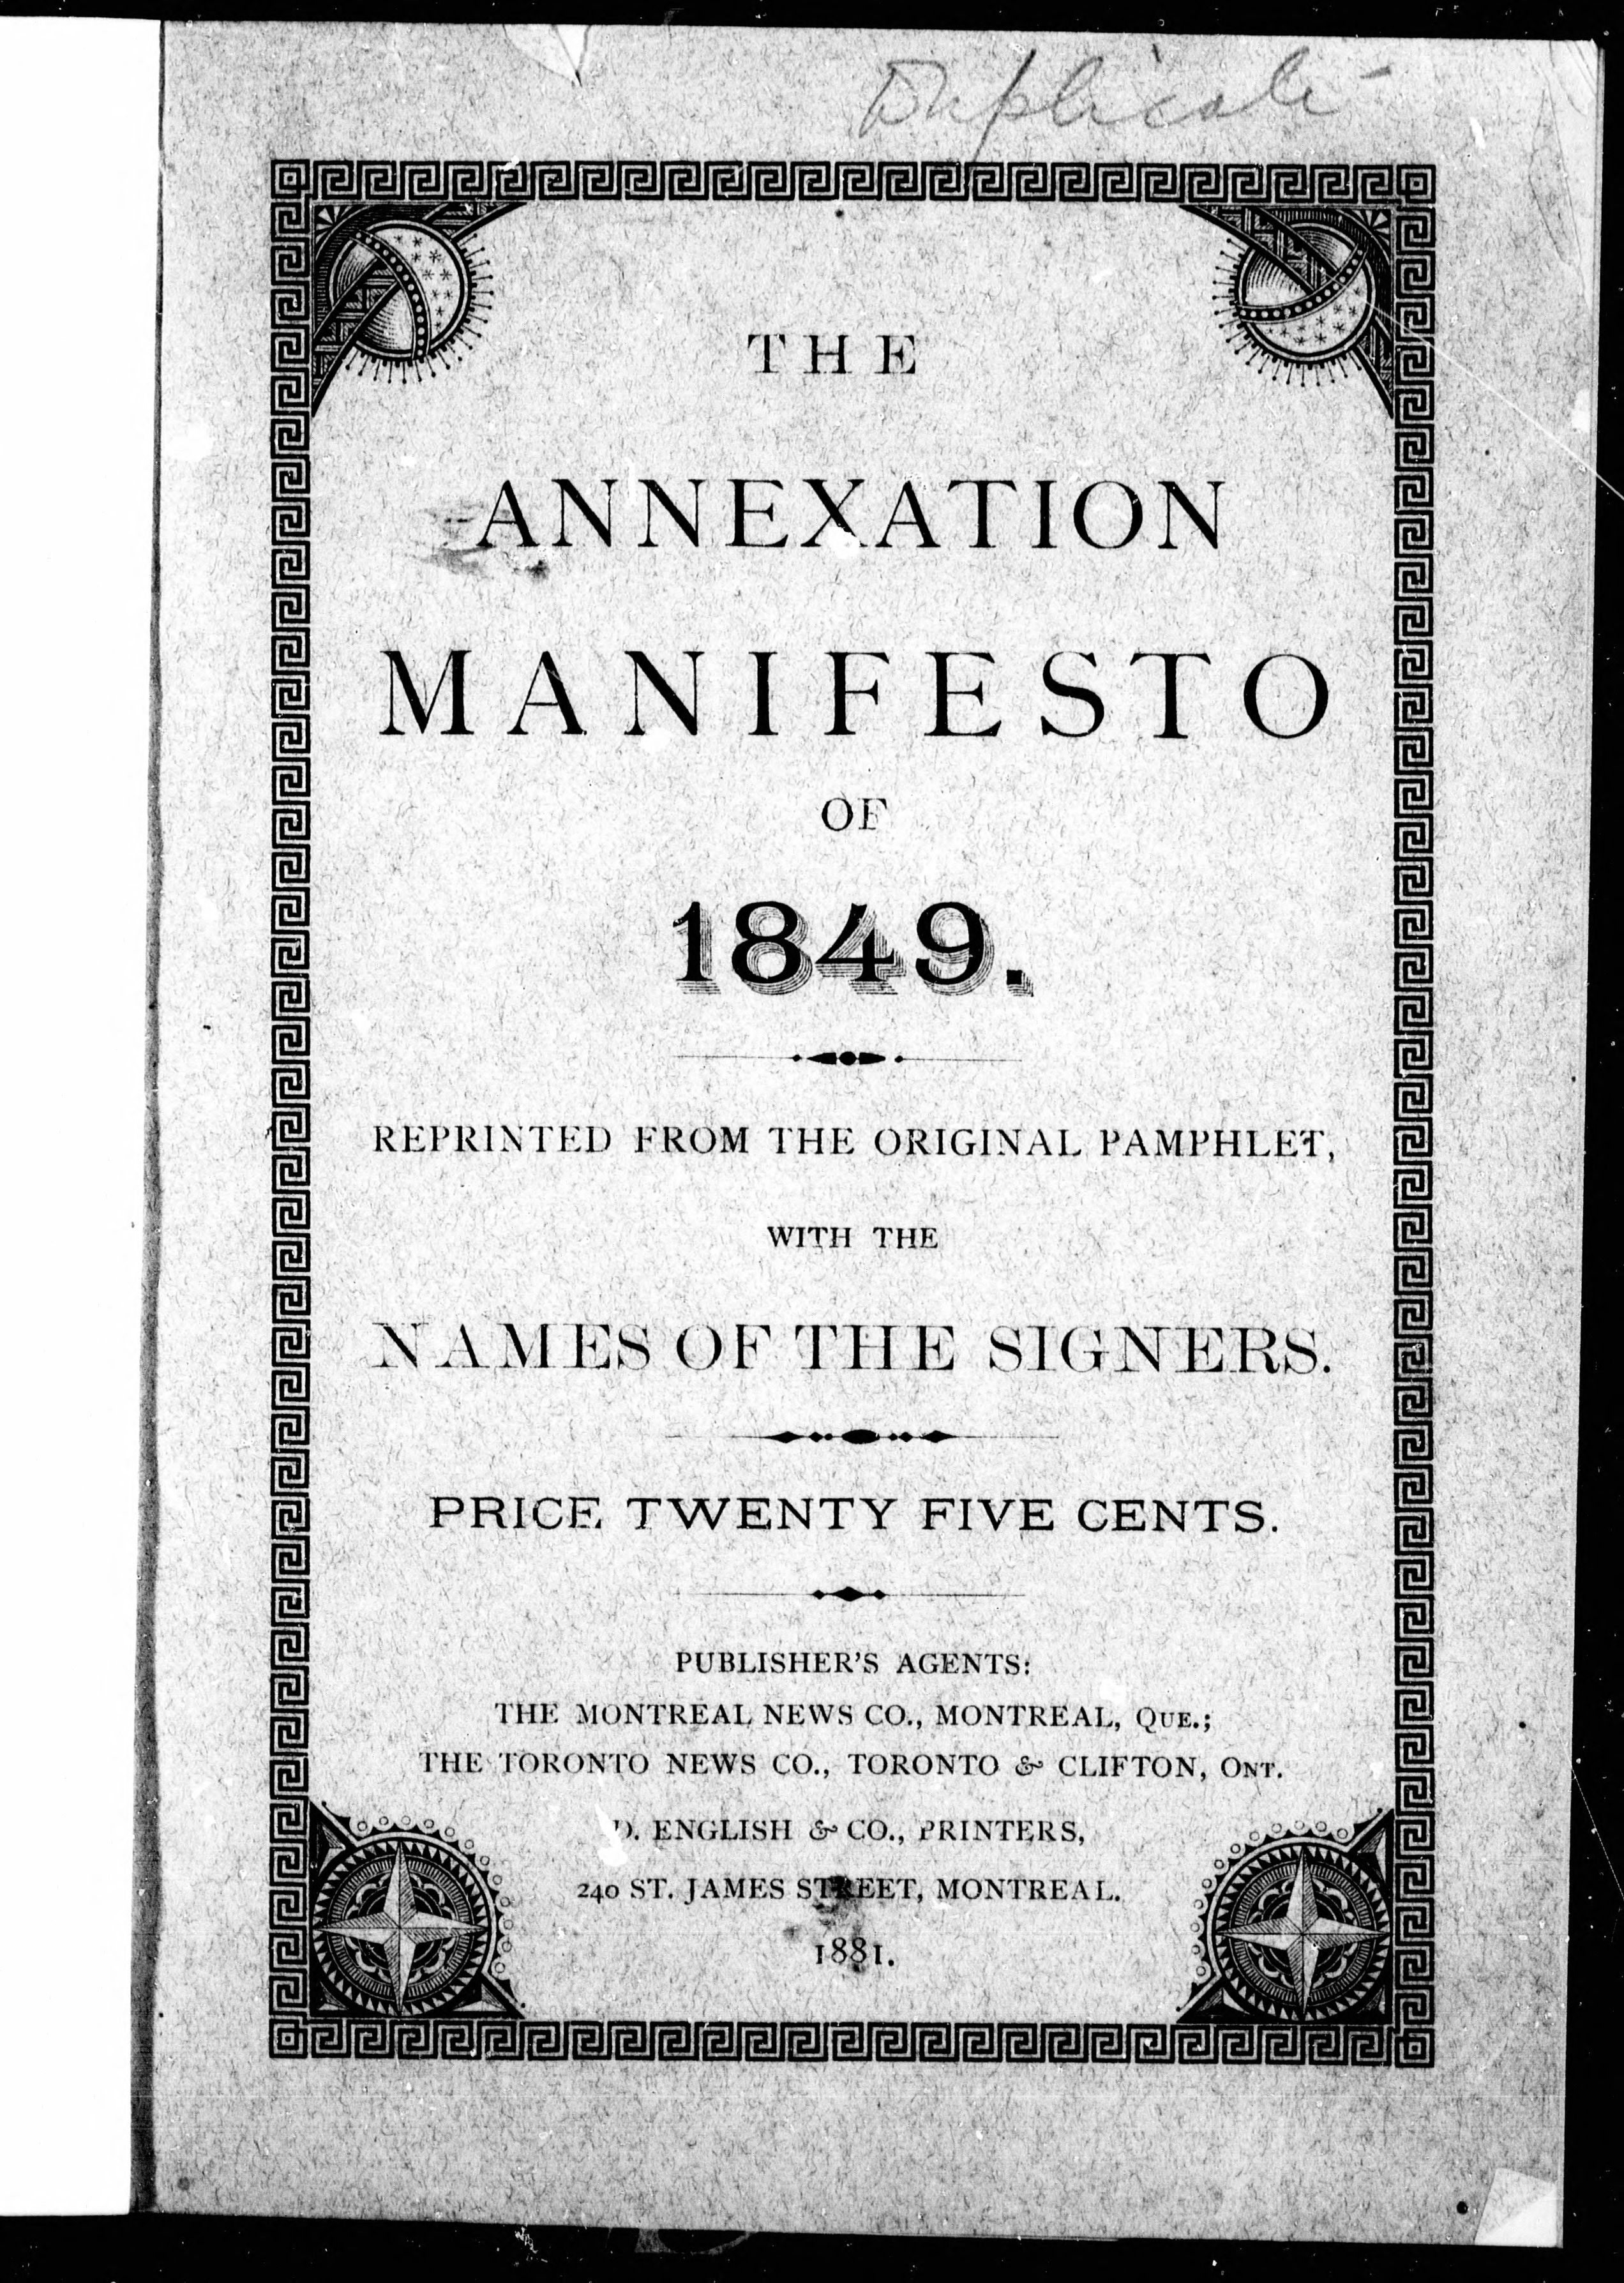 Duplicate
THE
ANNEXATION
MANIFESTO
OF
1849.
REPRINTED FROM THE ORIGINAL PAMPHLET,
WITH THE
NAMES OF THE SIGNERS.
PRICE TWENTY FIVE CENTS.
PUBLISHER'S AGENTS:
THE MONTREAL NEWS CO., MONTREAL, QUE.;
THE TORONTO NEWS CO., TORONTO & CLIFTON, ONT.
D. ENGLISH & CO., PRINTERS,
240 ST. JAMES STREET, MONTREAL.
1881.